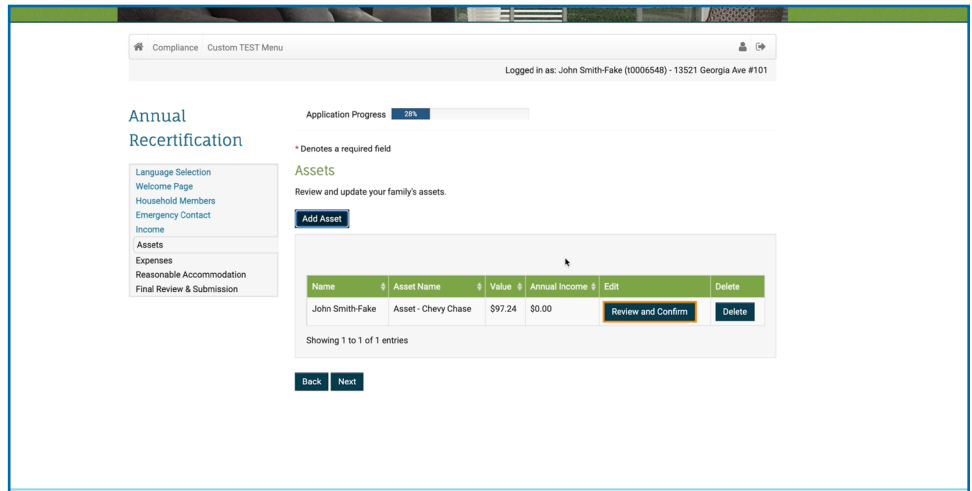 Compliance Custom TEST Menu
Logged in as: John Smith-Fake (t0006548) - 13521 Georgia Ave #101
Annual
Recertification
Language Selection
Welcome Page
Household Members
Emergency Contact
Income
Assets
Expenses
Reasonable Accommodation
Final Review & Submission
Application Progress 28%
* Denotes a required field
Assets
Review and update your family's assets.
Add Asset
Name Asset Name Value Annual Income Edit Delete
John Smith-Fake Asset - Chevy Chase $97.24 $0.00 Review and Confirm Delete
Showing 1 to 1 of 1 entries
Back Next